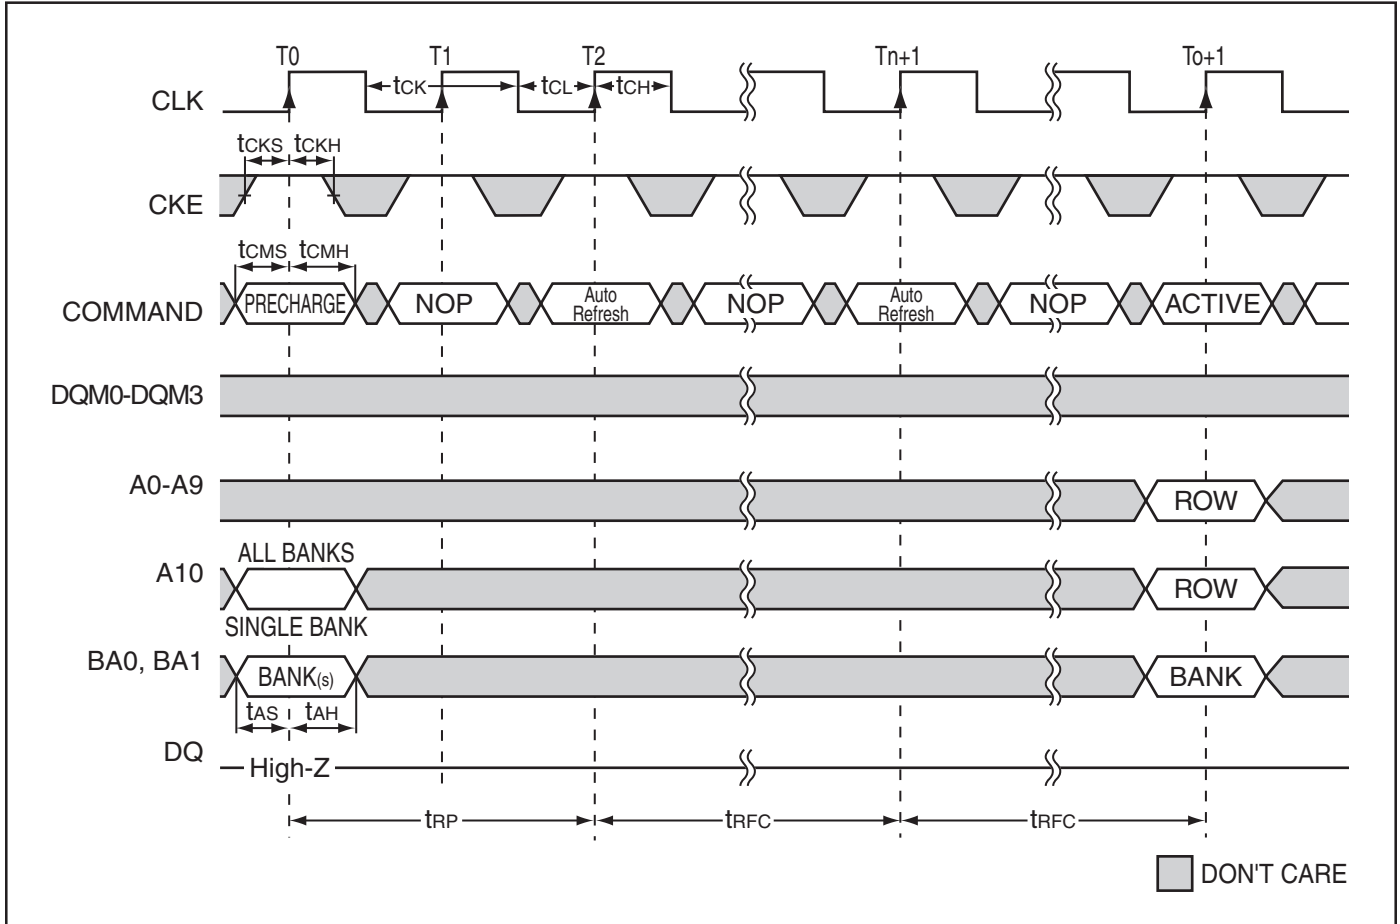 T0 T1 T2 Tn+1 To+1
CLK tCK tCL tCH
tCKS tCKH
CKE
tCMS tCMH
COMMAND PRECHARGE NOP Auto Refresh NOP Auto Refresh NOP ACTIVE
DQM0-DQM3
A0-A9 ROW
ALL BANKS
A10 ROW
SINGLE BANK
BA0, BA1 BANK(s) BANK
tAS tAH
DQ High-Z
tRP tRFC tRFC
DON'T CARE